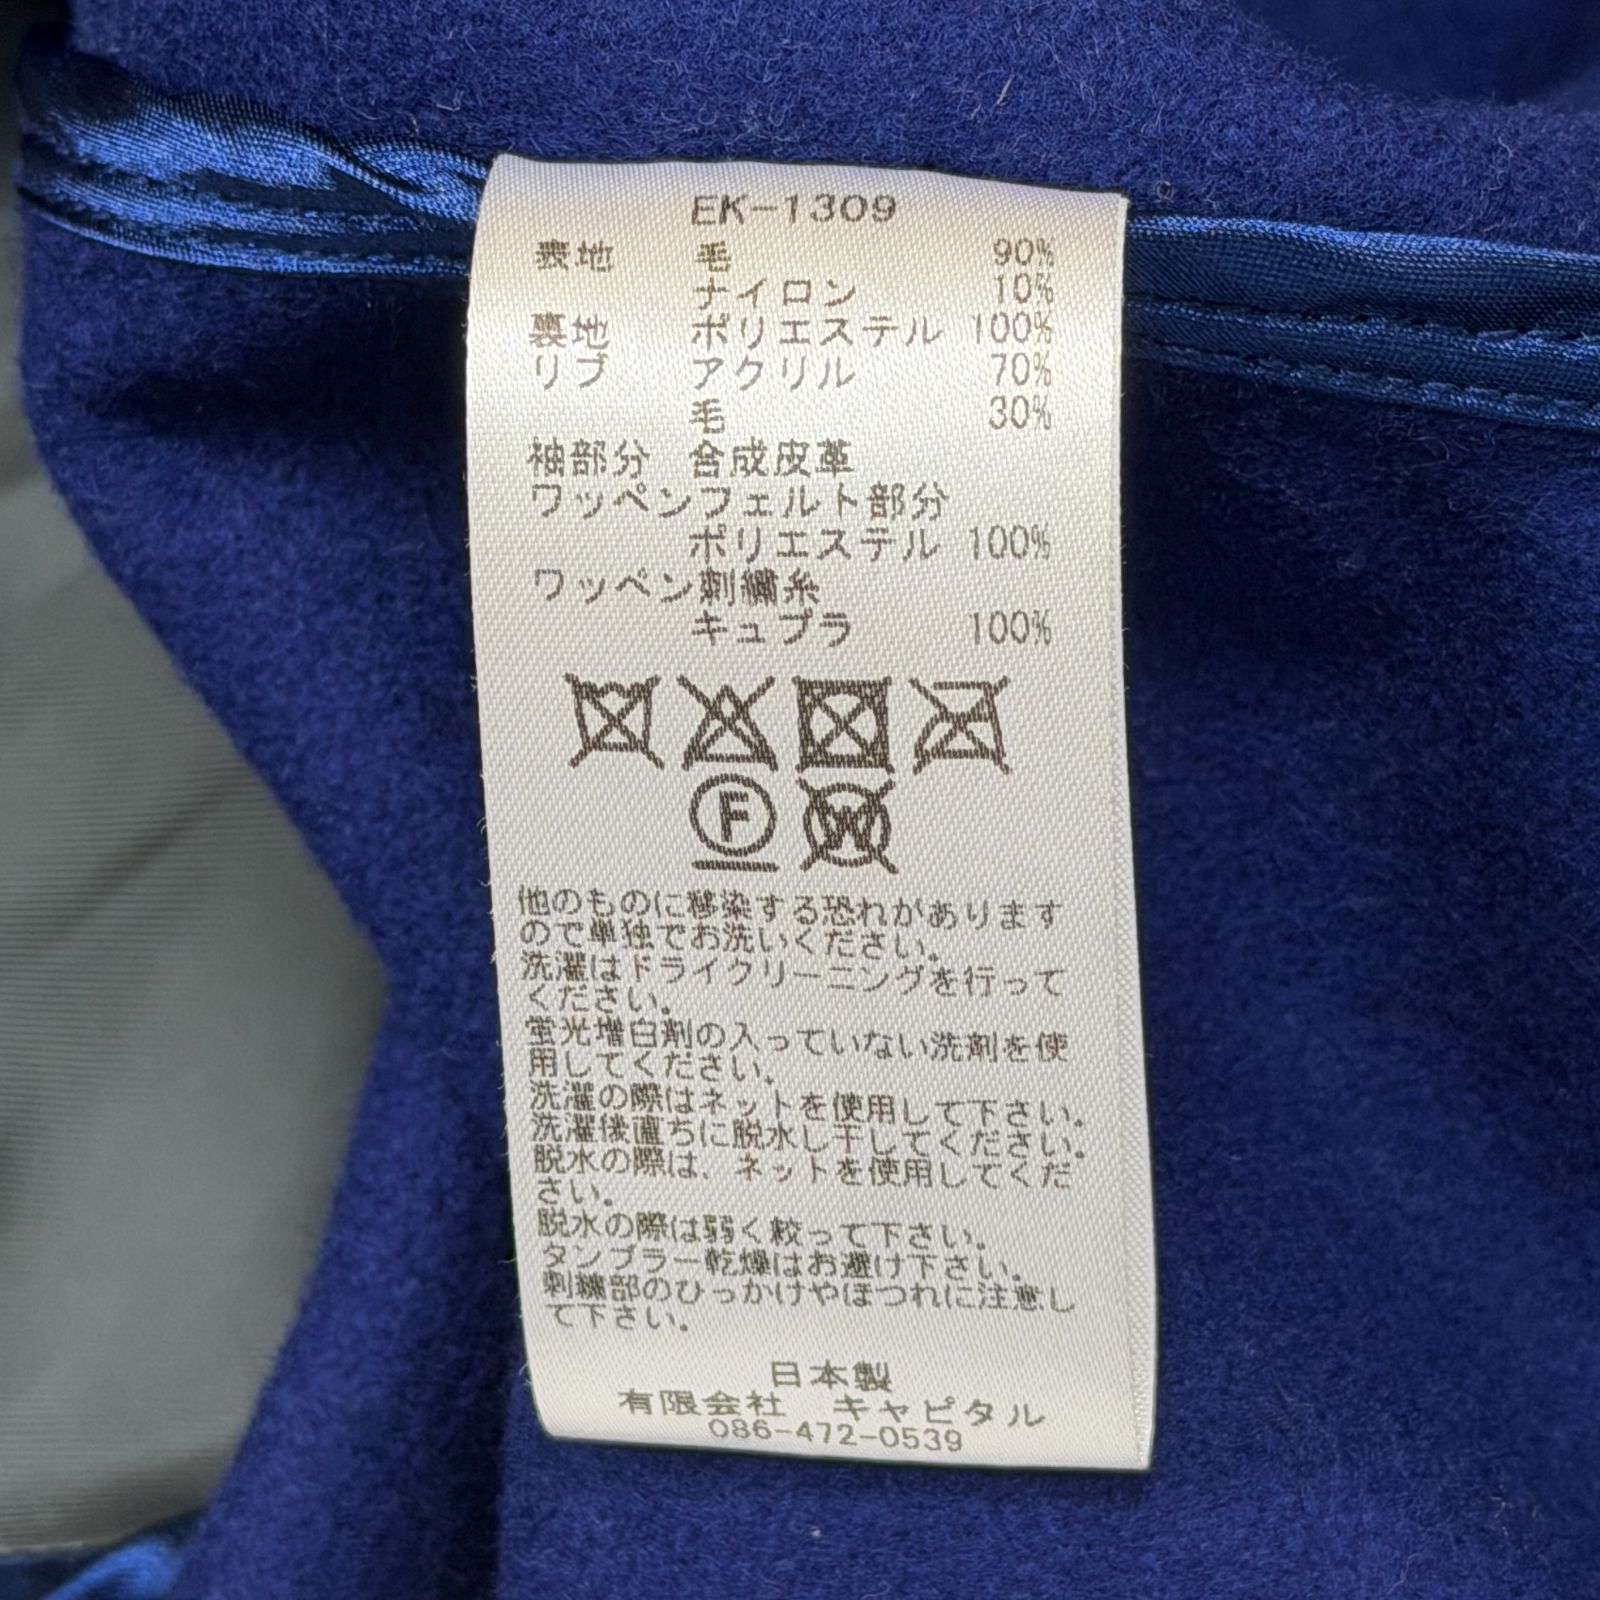 EK-1309
表地 毛 90%
ナイロン 10%
裏地 ポリエステル 100%
リブ アクリル 70%
毛 30%
袖部分 合成皮革
ワッペンフェルト部分
ポリエステル 100%
ワッペン刺繍糸
キュプラ 100%
F W
他のものに移染する恐れがあります
ので単独でお洗いください。
洗濯はドライクリーニングを行って
ください。
蛍光増白剤の入っていない洗剤を使
用してください。
洗濯の際はネットを使用して下さい。
洗濯後直ちに脱水し干してください。
脱水の際は、ネットを使用してくだ
さい。
脱水の際は弱く絞って下さい。
タンブラー乾燥はお避け下さい。
刺繍部のひっかけやほつれに注意し
て下さい。
日本製
有限会社 キャピタル
086-472-0539